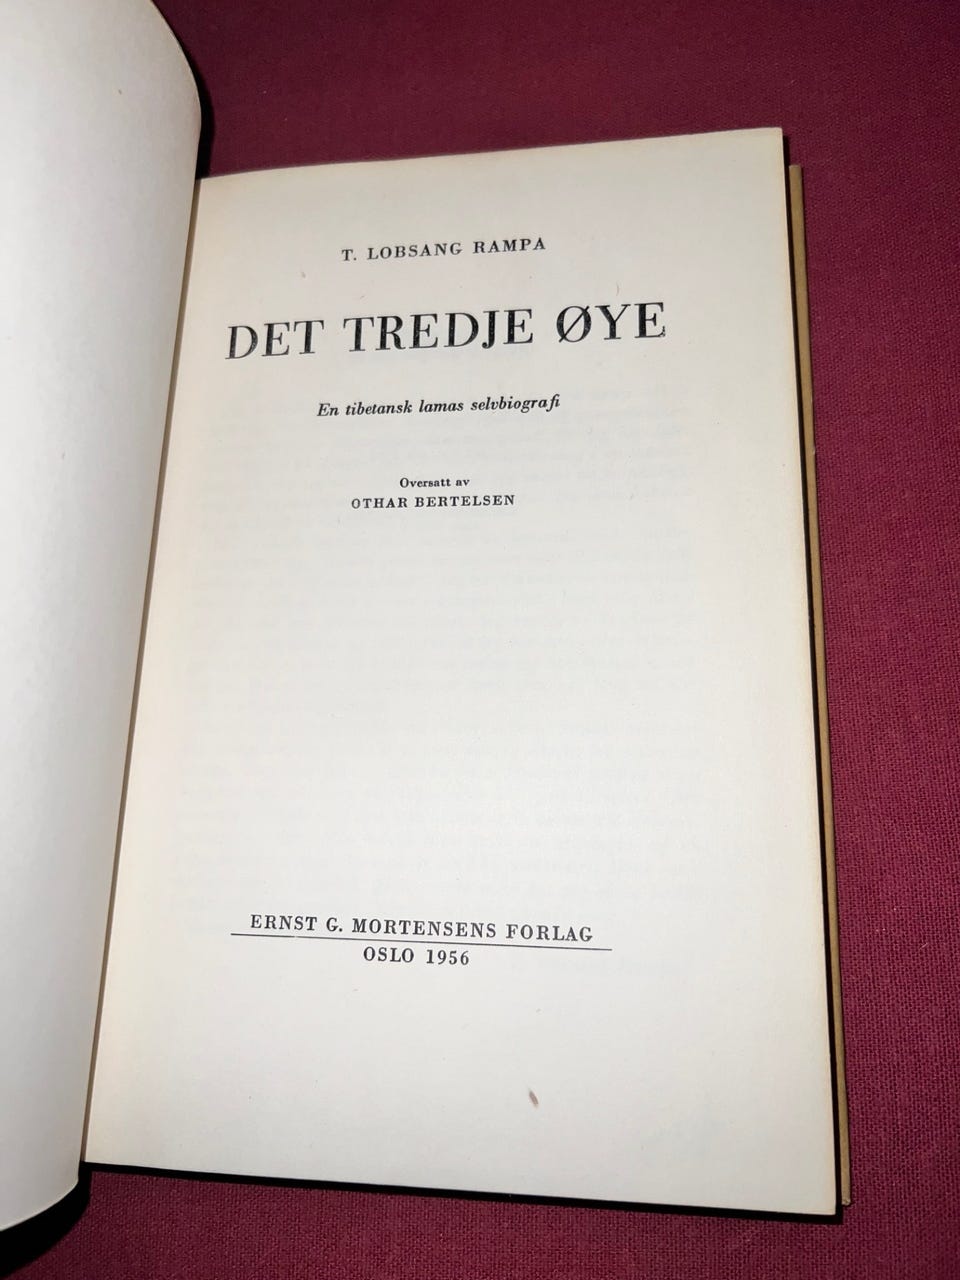 T. LOBSANG RAMPA
DET TREDJE ØYE
En tibetansk lamas selvbiografi
Oversatt av
OTHAR BERTELSEN
ERNST G. MORTENSENS FORLAG
OSLO 1956